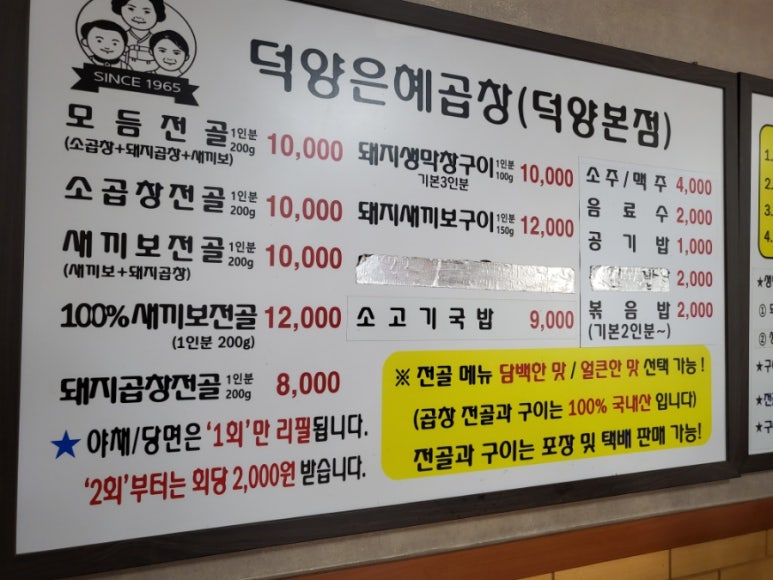 SINCE 1965
덕양은혜곱창(덕양본점)
모듬전골 1인분 200g 10,000
(소곱창+돼지곱창+새끼보)
소곱창전골 1인분 200g 10,000
새끼보전골 1인분 200g 10,000
(새끼보+돼지곱창)
100%새끼보전골 12,000
(1인분 200g)
돼지곱창전골 1인분 200g 8,000
★ 야채/당면은 '1회'만 리필됩니다.
'2회'부터는 회당 2,000원 받습니다.
돼지생막창구이 1인분 100g 10,000
기본3인분
돼지새끼보구이 1인분 150g 12,000
소고기국밥 9,000
소주/맥주 4,000
음료수 2,000
공기밥 1,000
2,000
볶음밥 2,000
(기본2인분~)
※ 전골 메뉴 담백한 맛 / 얼큰한 맛 선택 가능 !
(곱창 전골과 구이는 100% 국내산 입니다)
전골과 구이는 포장 및 택배 판매 가능!
1.
2.
3.
4.
①
②